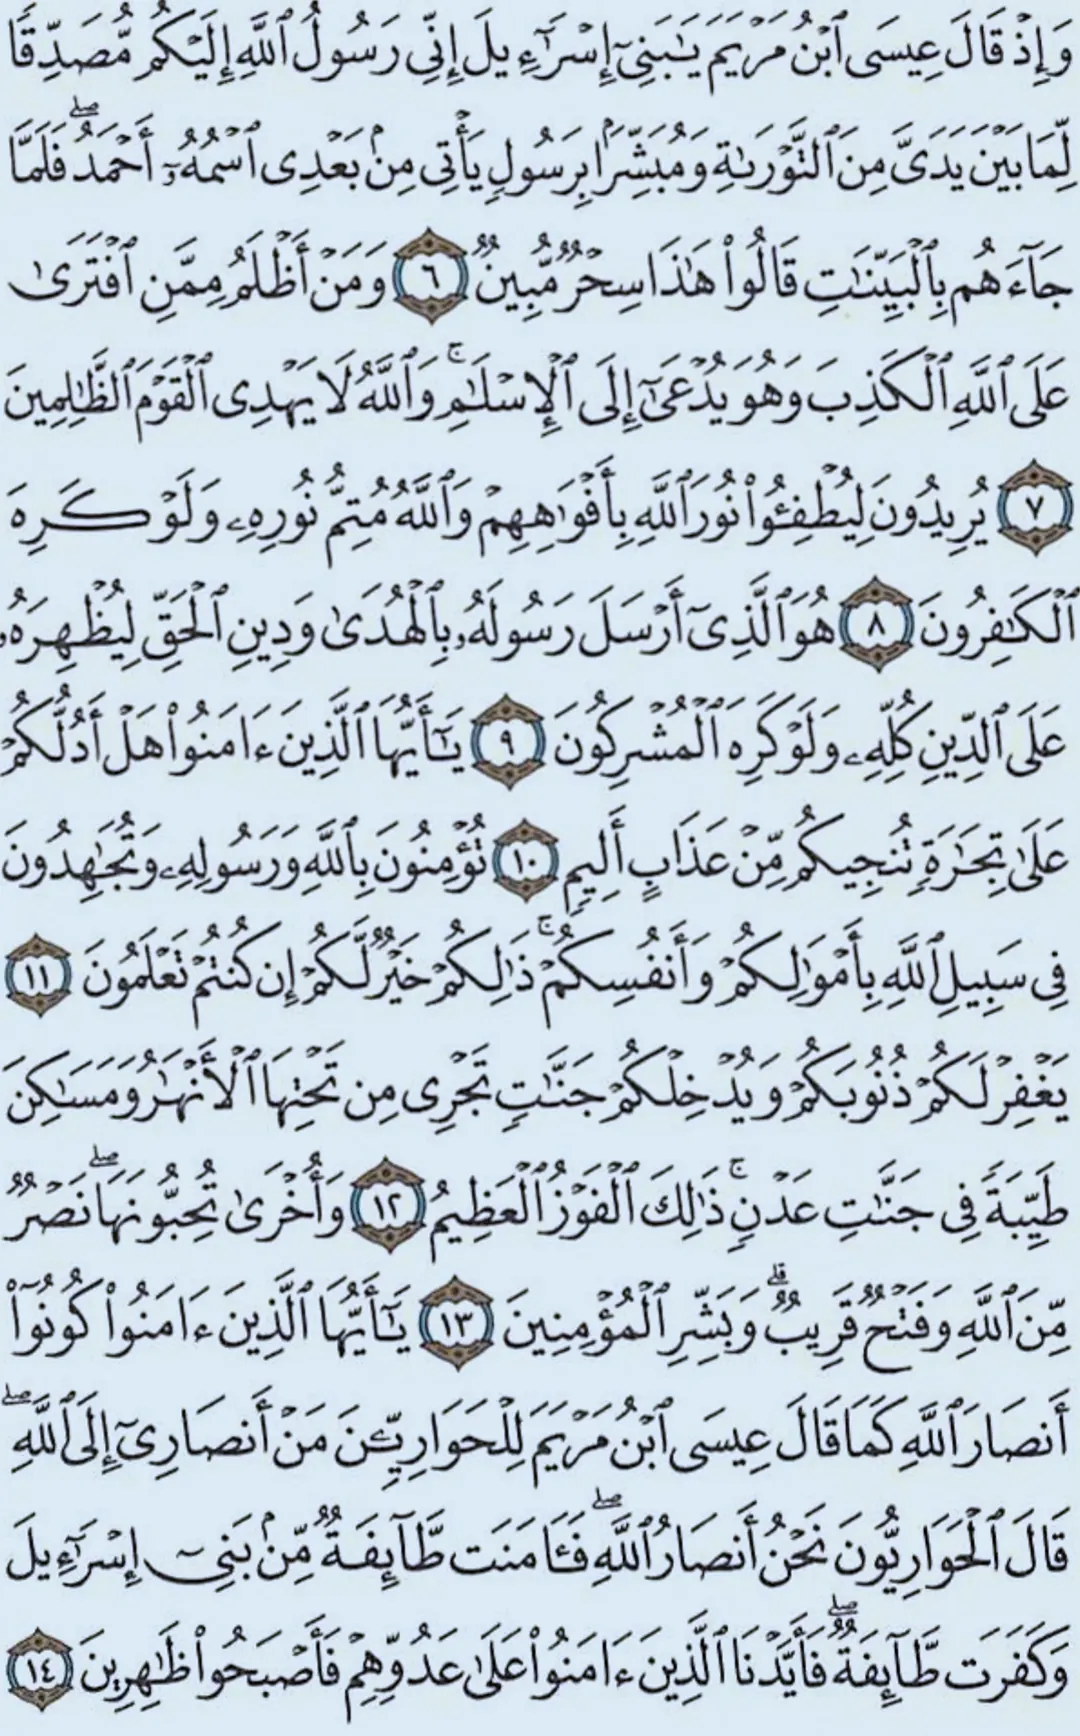 وَإِذْ قَالَ عِيسَى ٱبْنُ مَرْيَمَ يَـٰبَنِىٓ إِسْرَٰٓءِيلَ إِنِّى رَسُولُ ٱللَّهِ إِلَيْكُم مُّصَدِّقًا
لِّمَا بَيْنَ يَدَىَّ مِنَ ٱلتَّوْرَىٰةِ وَمُبَشِّرًۢا بِرَسُولٍ يَأْتِى مِنۢ بَعْدِى ٱسْمُهُۥٓ أَحْمَدُ ۖ فَلَمَّا
جَآءَهُم بِٱلْبَيِّنَـٰتِ قَالُوا۟ هَـٰذَا سِحْرٌ مُّبِينٌ ٦ وَمَنْ أَظْلَمُ مِمَّنِ ٱفْتَرَىٰ
عَلَى ٱللَّهِ ٱلْكَذِبَ وَهُوَ يُدْعَىٰٓ إِلَى ٱلْإِسْلَـٰمِ ۚ وَٱللَّهُ لَا يَهْدِى ٱلْقَوْمَ ٱلظَّـٰلِمِينَ
٧ يُرِيدُونَ لِيُطْفِـُٔوا۟ نُورَ ٱللَّهِ بِأَفْوَٰهِهِمْ وَٱللَّهُ مُتِمُّ نُورِهِۦ وَلَوْ كَرِهَ
ٱلْكَـٰفِرُونَ ٨ هُوَ ٱلَّذِىٓ أَرْسَلَ رَسُولَهُۥ بِٱلْهُدَىٰ وَدِينِ ٱلْحَقِّ لِيُظْهِرَهُۥ
عَلَى ٱلدِّينِ كُلِّهِۦ وَلَوْ كَرِهَ ٱلْمُشْرِكُونَ ٩ يَـٰٓأَيُّهَا ٱلَّذِينَ ءَامَنُوا۟ هَلْ أَدُلُّكُمْ
عَلَىٰ تِجَـٰرَةٍ تُنجِيكُم مِّنْ عَذَابٍ أَلِيمٍ ١٠ تُؤْمِنُونَ بِٱللَّهِ وَرَسُولِهِۦ وَتُجَـٰهِدُونَ
فِى سَبِيلِ ٱللَّهِ بِأَمْوَٰلِكُمْ وَأَنفُسِكُمْ ۚ ذَٰلِكُمْ خَيْرٌ لَّكُمْ إِن كُنتُمْ تَعْلَمُونَ ١١
يَغْفِرْ لَكُمْ ذُنُوبَكُمْ وَيُدْخِلْكُمْ جَنَّـٰتٍ تَجْرِى مِن تَحْتِهَا ٱلْأَنْهَـٰرُ وَمَسَـٰكِنَ
طَيِّبَةً فِى جَنَّـٰتِ عَدْنٍ ۚ ذَٰلِكَ ٱلْفَوْزُ ٱلْعَظِيمُ ١٢ وَأُخْرَىٰ تُحِبُّونَهَا ۖ نَصْرٌ
مِّنَ ٱللَّهِ وَفَتْحٌ قَرِيبٌ ۗ وَبَشِّرِ ٱلْمُؤْمِنِينَ ١٣ يَـٰٓأَيُّهَا ٱلَّذِينَ ءَامَنُوا۟ كُونُوٓا۟
أَنصَارَ ٱللَّهِ كَمَا قَالَ عِيسَى ٱبْنُ مَرْيَمَ لِلْحَوَارِيِّـۧنَ مَنْ أَنصَارِىٓ إِلَى ٱللَّهِ ۖ
قَالَ ٱلْحَوَارِيُّونَ نَحْنُ أَنصَارُ ٱللَّهِ ۖ فَـَٔامَنَت طَّآئِفَةٌ مِّنۢ بَنِىٓ إِسْرَٰٓءِيلَ
وَكَفَرَت طَّآئِفَةٌ ۖ فَأَيَّدْنَا ٱلَّذِينَ ءَامَنُوا۟ عَلَىٰ عَدُوِّهِمْ فَأَصْبَحُوا۟ ظَـٰهِرِينَ ١٤